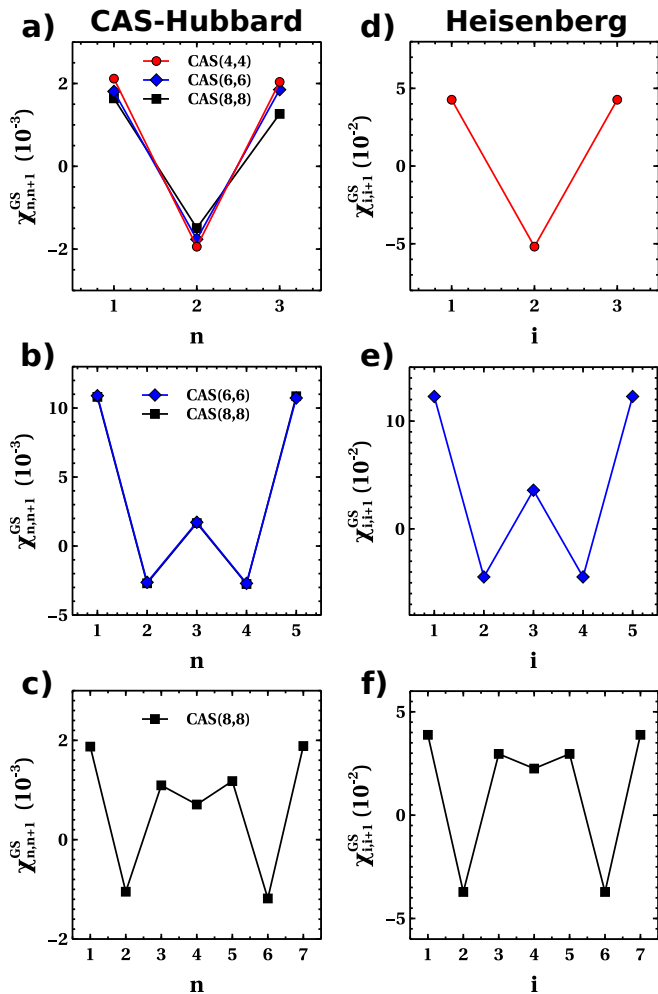 CAS-Hubbard
Heisenberg
a)
CAS(4,4)
CAS(6,6)
CAS(8,8)
χ^GS_n,n+1 (10^-3)
2
0
−2
1 2 3
n
d)
χ^GS_i,i+1 (10^-2)
5
0
−5
1 2 3
i
b)
CAS(6,6)
CAS(8,8)
χ^GS_n,n+1 (10^-3)
10
5
0
−5
1 2 3 4 5
n
e)
χ^GS_i,i+1 (10^-2)
10
0
1 2 3 4 5
i
c)
CAS(8,8)
χ^GS_n,n+1 (10^-3)
2
0
−2
1 2 3 4 5 6 7
n
f)
χ^GS_i,i+1 (10^-2)
5
0
−5
1 2 3 4 5 6 7
i